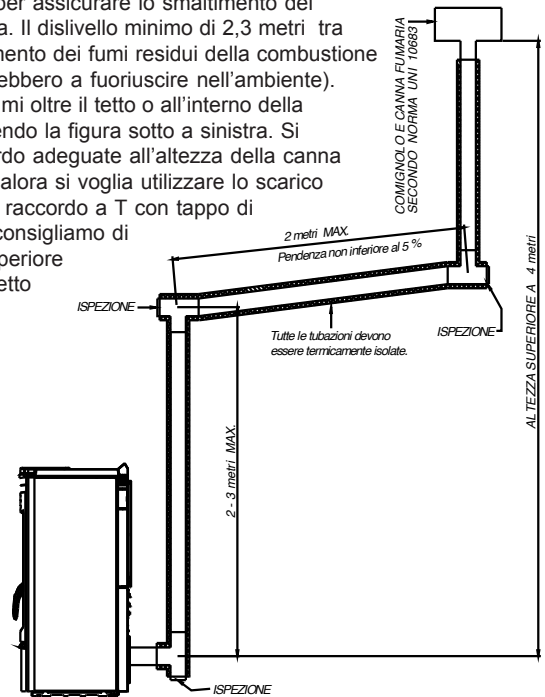 per assicurare lo smaltimento del
a. Il dislivello minimo di 2,3 metri tra
mento dei fumi residui della combustione
ebbero a fuoriuscire nell'ambiente).
mi oltre il tetto o all'interno della
endo la figura sotto a sinistra. Si
rdo adeguate all'altezza della canna
alora si voglia utilizzare lo scarico
raccordo a T con tappo di
consigliamo di
periore
etto
COMIGNOLO E CANNA FUMARIA
SECONDO NORMA UNI 10683
2 metri MAX.
Pendenza non inferiore al 5 %
ISPEZIONE
ISPEZIONE
Tutte le tubazioni devono
essere termicamente isolate.
2 - 3 metri MAX.
ALTEZZA SUPERIORE A 4 metri
ISPEZIONE